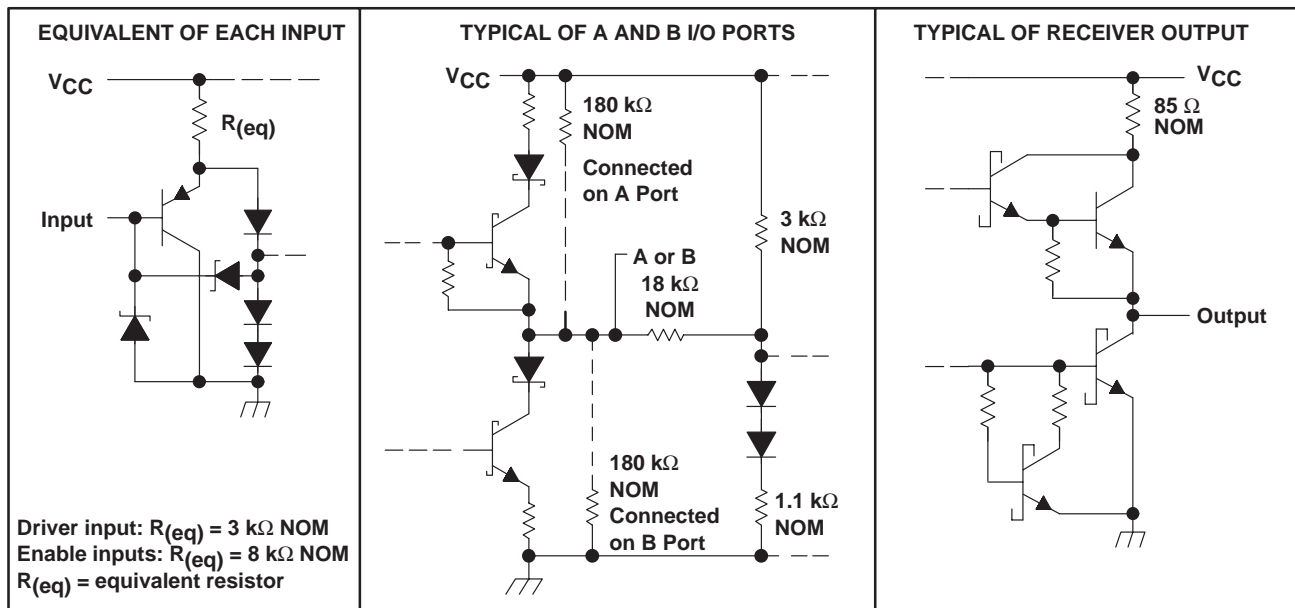 EQUIVALENT OF EACH INPUT
VCC
R(eq)
Input
Driver input: R(eq) = 3 kΩ NOM
Enable inputs: R(eq) = 8 kΩ NOM
R(eq) = equivalent resistor
TYPICAL OF A AND B I/O PORTS
VCC
180 kΩ
NOM
Connected
on A Port
3 kΩ
NOM
A or B
18 kΩ
NOM
180 kΩ
NOM
Connected
on B Port
1.1 kΩ
NOM
TYPICAL OF RECEIVER OUTPUT
VCC
85 Ω
NOM
Output